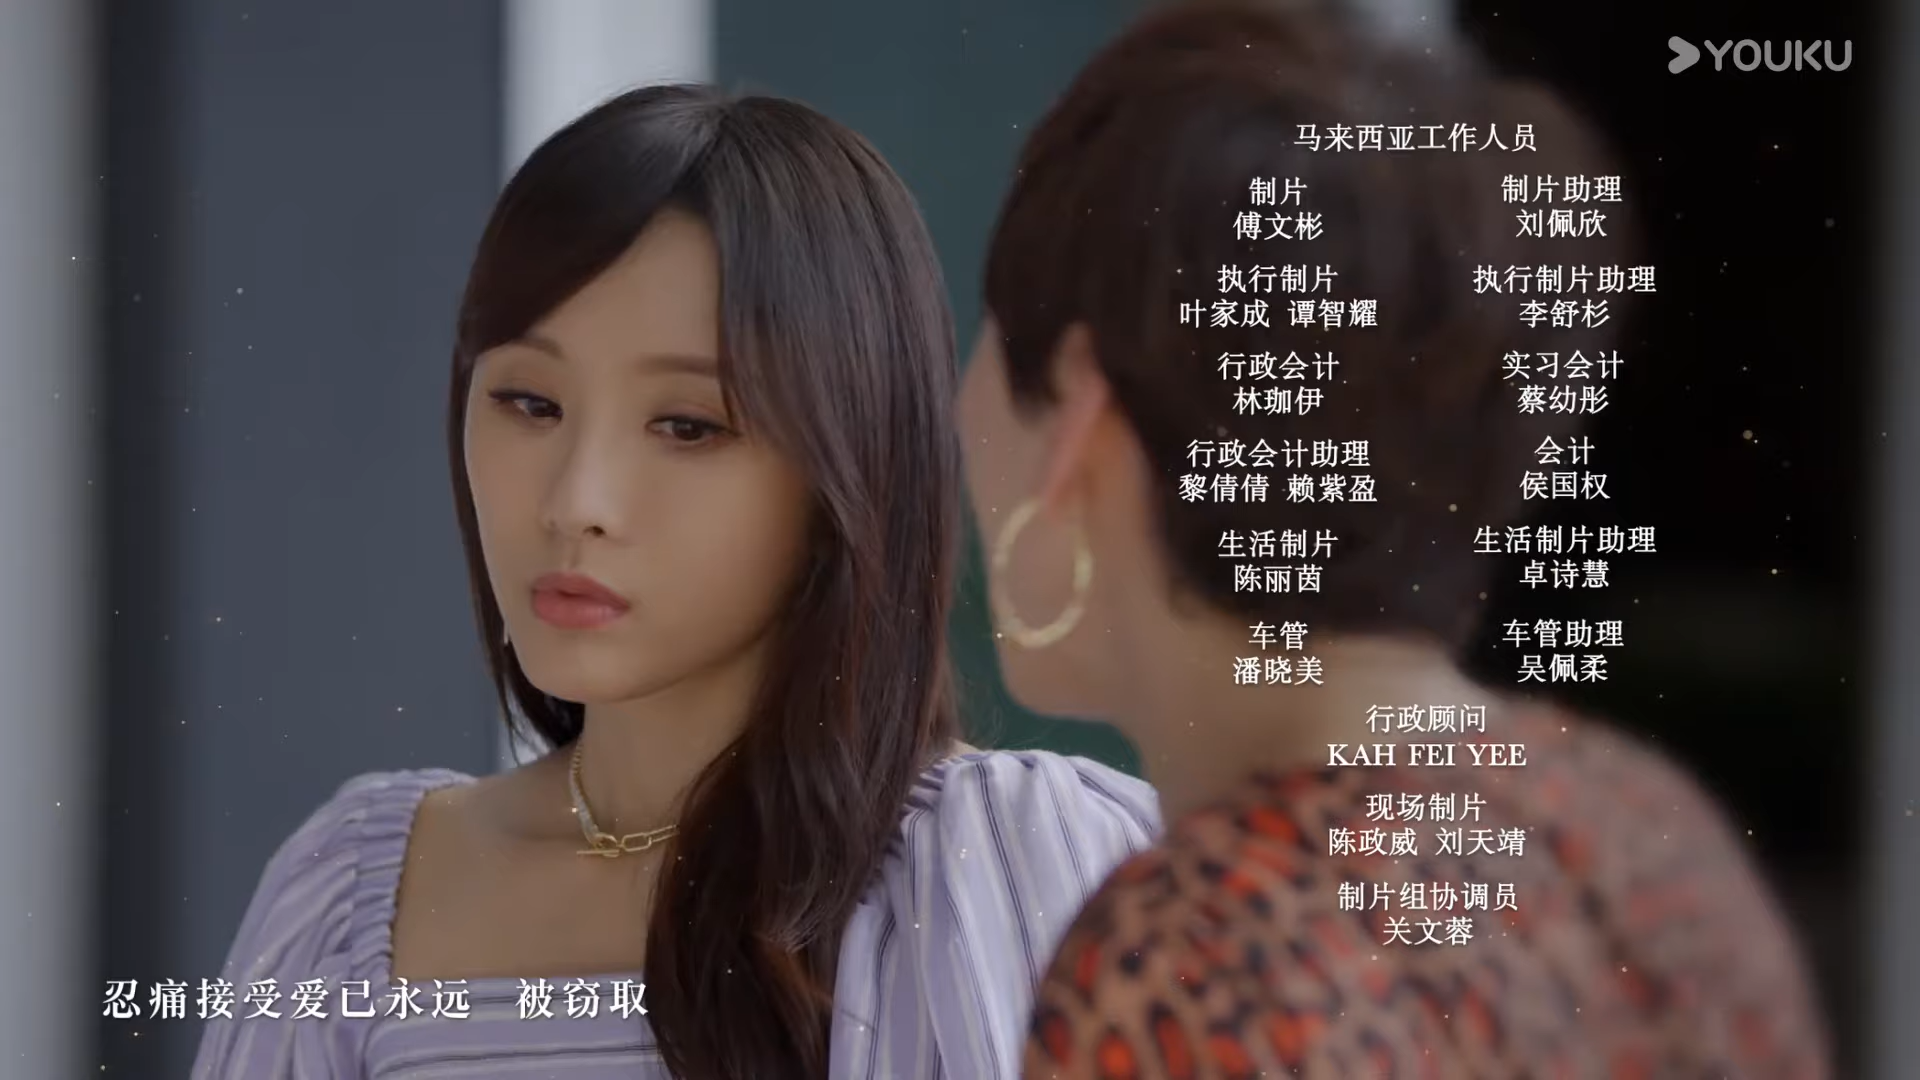 YOUKU
马来西亚工作人员
制片 制片助理
傅文彬 刘佩欣
执行制片 执行制片助理
叶家成 谭智耀 李舒杉
行政会计 实习会计
林珈伊 蔡幼彤
行政会计助理 会计
黎倩倩 赖紫盈 侯国权
生活制片 生活制片助理
陈丽茵 卓诗慧
车管 车管助理
潘晓美 吴佩柔
行政顾问
KAH FEI YEE
现场制片
陈政威 刘天靖
制片组协调员
关文蓉
忍痛接受爱已永远 被窃取